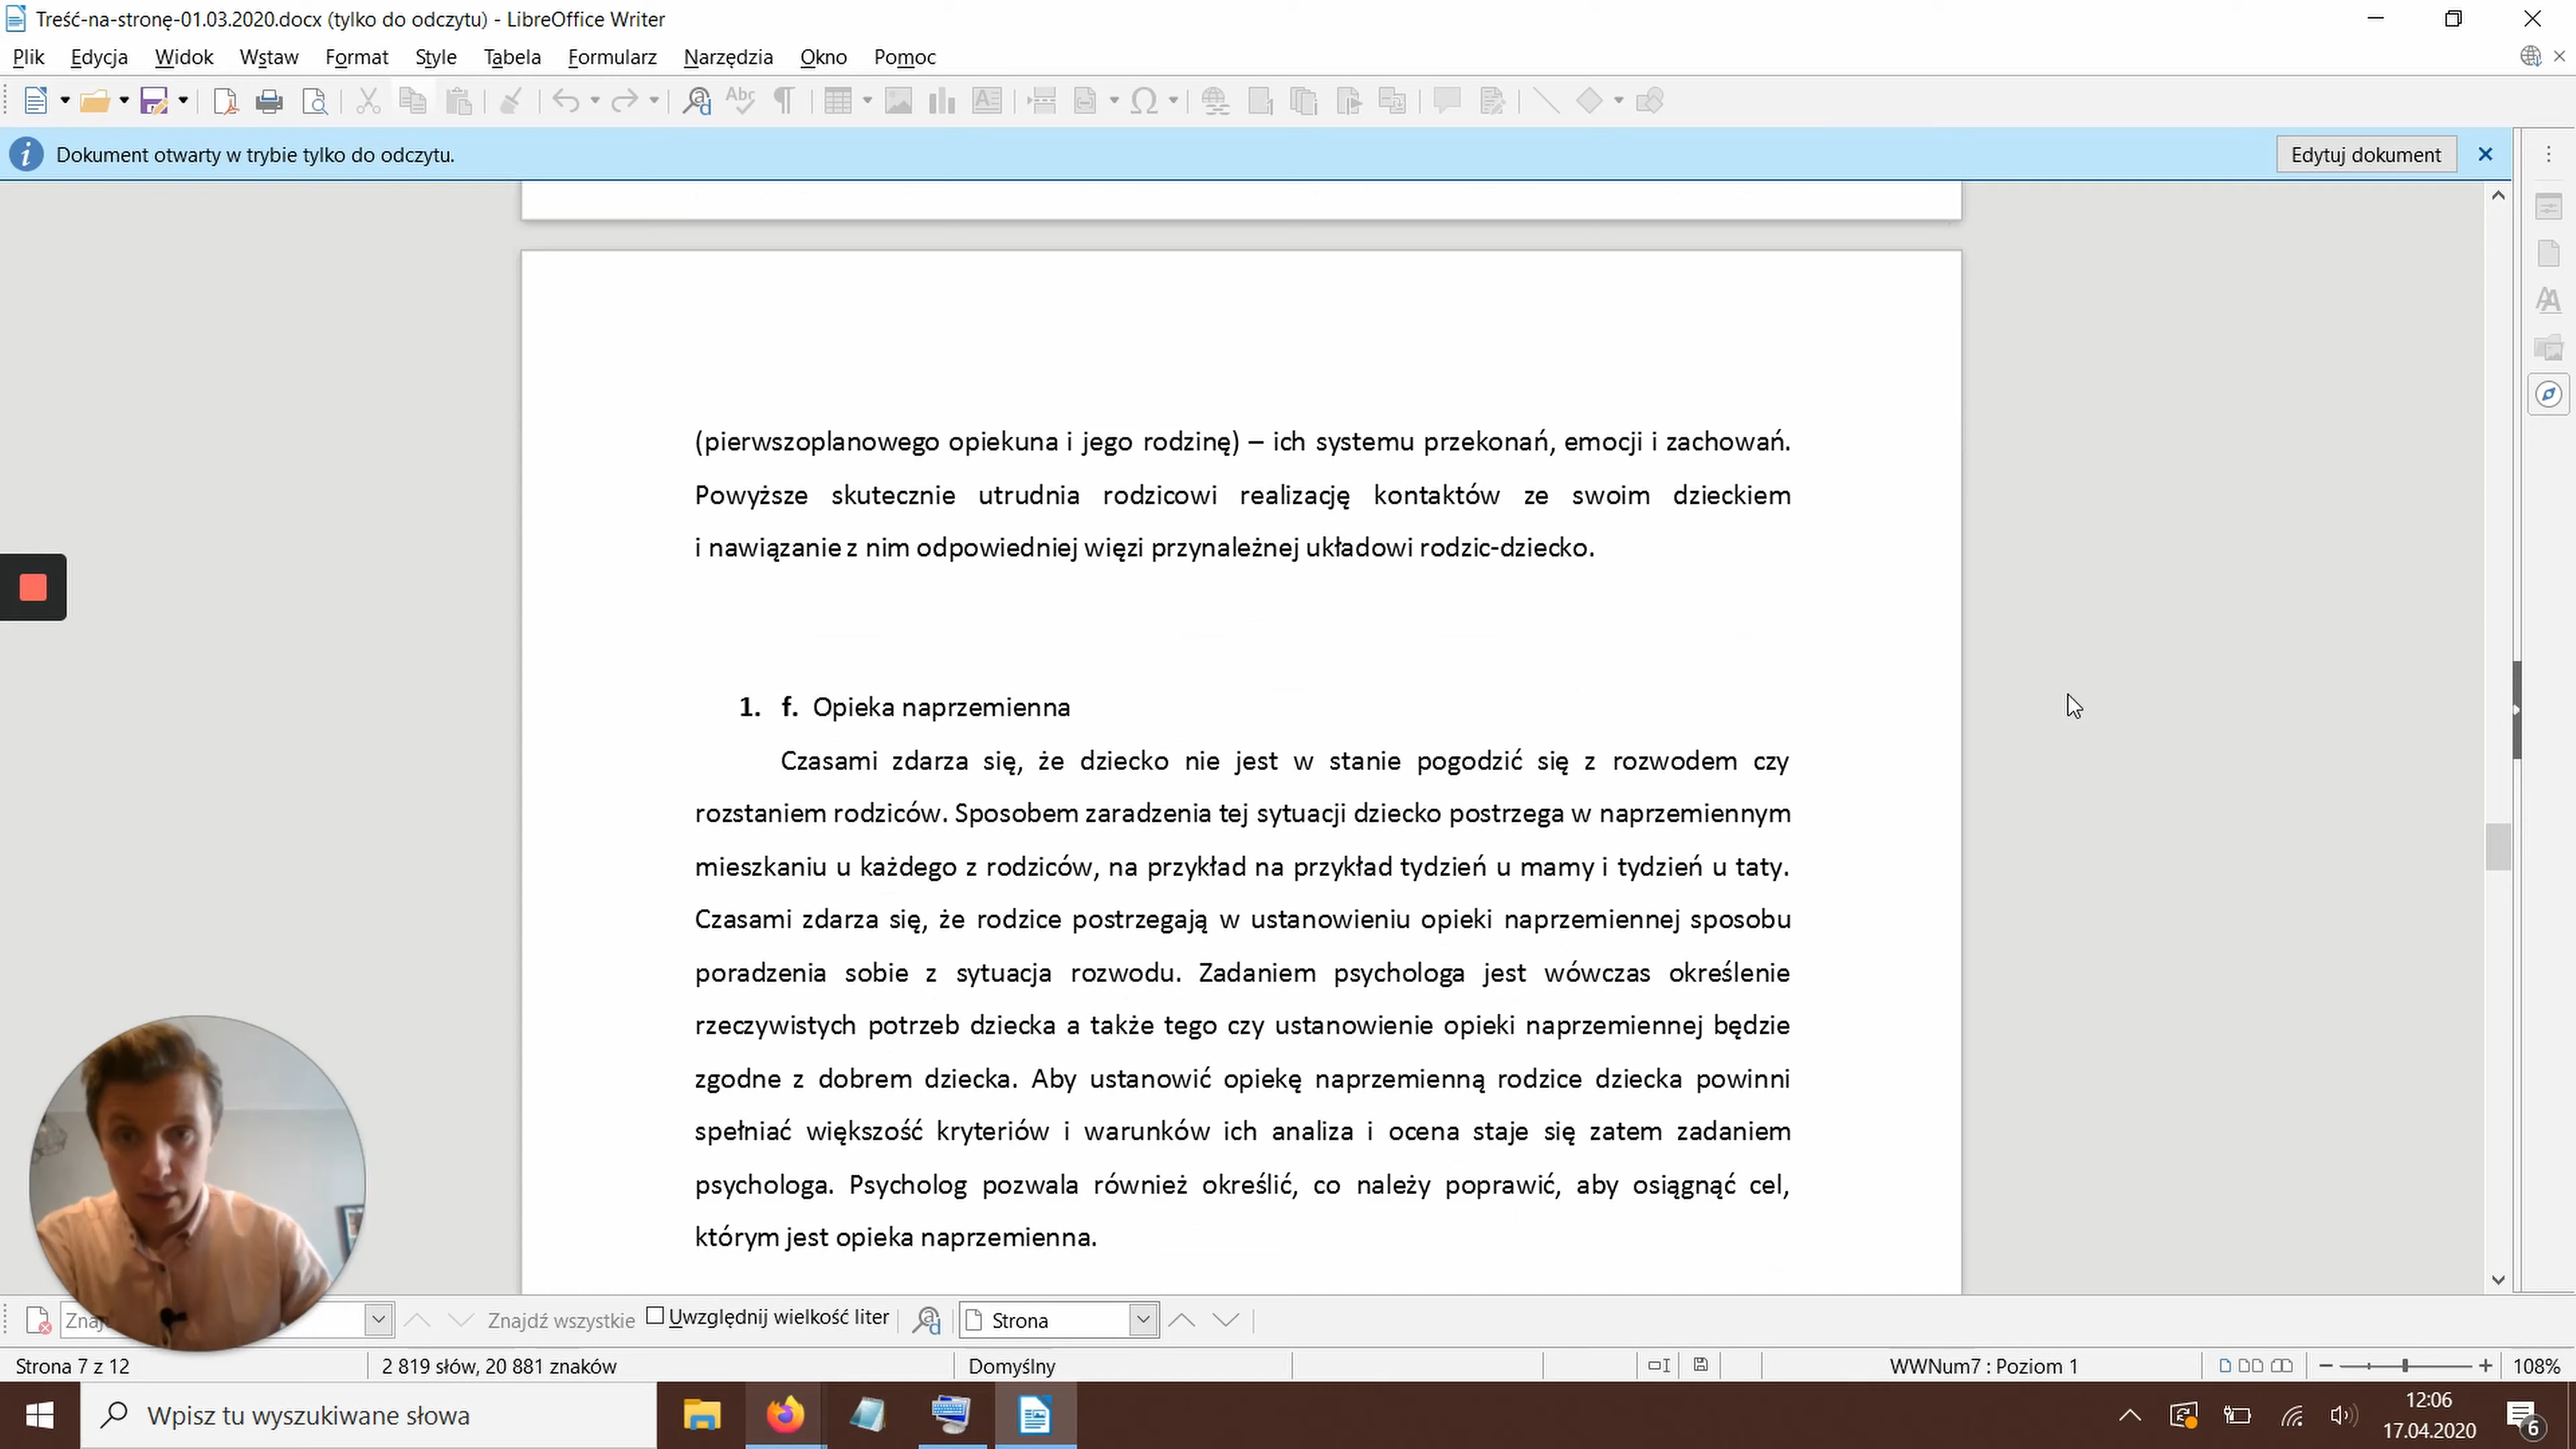 Treść-na-stronę-01.03.2020.docx (tylko do odczytu) - LibreOffice Writer
Plik Edycja Widok Wstaw Format Style Tabela Formularz Narzędzia Okno Pomoc
Dokument otwarty w trybie tylko do odczytu. Edytuj dokument
(pierwszoplanowego opiekuna i jego rodzinę) – ich systemu przekonań, emocji i zachowań.
Powyższe skutecznie utrudnia rodzicowi realizację kontaktów ze swoim dzieckiem
i nawiązanie z nim odpowiedniej więzi przynależnej układowi rodzic-dziecko.
1. f. Opieka naprzemienna
Czasami zdarza się, że dziecko nie jest w stanie pogodzić się z rozwodem czy
rozstaniem rodziców. Sposobem zaradzenia tej sytuacji dziecko postrzega w naprzemiennym
mieszkaniu u każdego z rodziców, na przykład na przykład tydzień u mamy i tydzień u taty.
Czasami zdarza się, że rodzice postrzegają w ustanowieniu opieki naprzemiennej sposobu
poradzenia sobie z sytuacja rozwodu. Zadaniem psychologa jest wówczas określenie
rzeczywistych potrzeb dziecka a także tego czy ustanowienie opieki naprzemiennej będzie
zgodne z dobrem dziecka. Aby ustanowić opiekę naprzemienną rodzice dziecka powinni
spełniać większość kryteriów i warunków ich analiza i ocena staje się zatem zadaniem
psychologa. Psycholog pozwala również określić, co należy poprawić, aby osiągnąć cel,
którym jest opieka naprzemienna.
Znajdź wszystkie Uwzględnij wielkość liter Strona
Strona 7 z 12 2 819 słów, 20 881 znaków Domyślny WWNum7 : Poziom 1 108%
Wpisz tu wyszukiwane słowa
12:06
17.04.2020
6